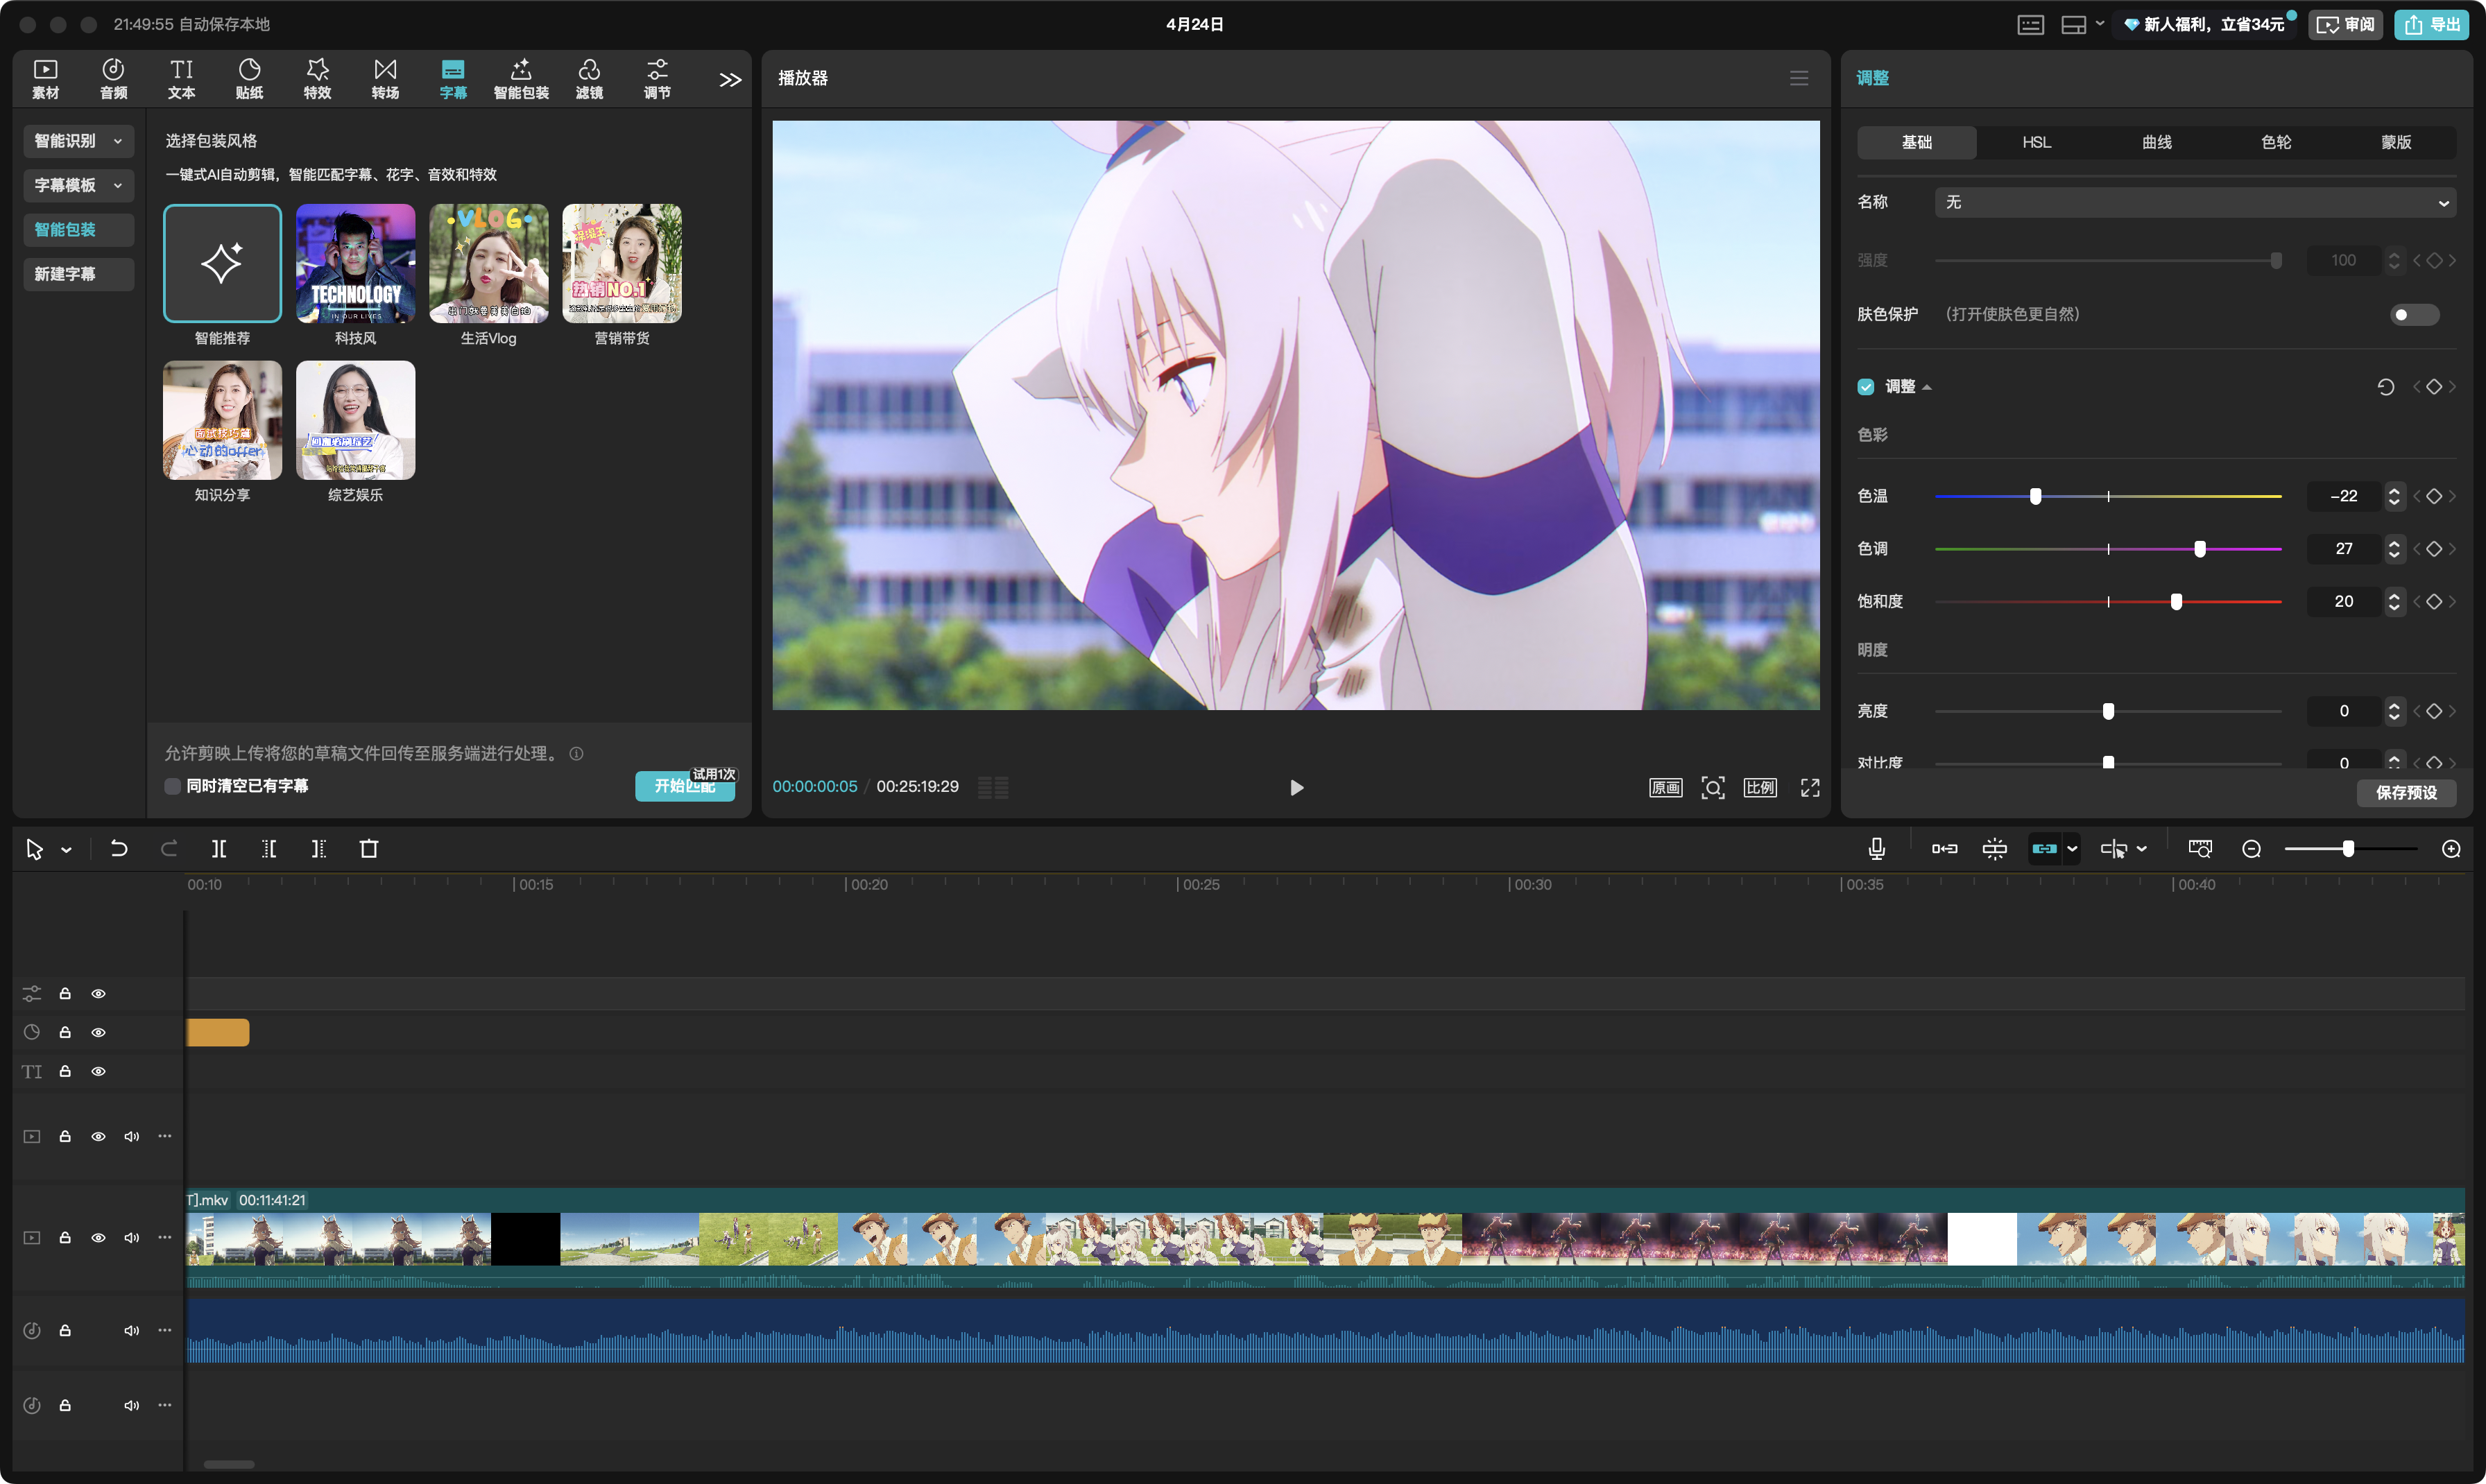 21:49:55 自动保存本地
4月24日
新人福利，立省34元
审阅
导出
素材
音频
文本
贴纸
特效
转场
字幕
智能包装
滤镜
调节
智能识别
字幕模板
智能包装
新建字幕
选择包装风格
一键式AI自动剪辑，智能匹配字幕、花字、音效和特效
TECHNOLOGY
IN OUR LIVES
VLOG
热销NO.1
智能推荐
科技风
生活Vlog
营销带货
面试技巧篇
心动的offer
知识分享
综艺娱乐
允许剪映上传将您的草稿文件回传至服务端进行处理。
同时清空已有字幕
试用1次
开始匹配
播放器
00:00:00:05 / 00:25:19:29
原画
比例
调整
基础
HSL
曲线
色轮
蒙版
名称
无
强度
100
肤色保护
(打开使肤色更自然)
调整
色彩
色温
-22
色调
27
饱和度
20
明度
亮度
0
对比度
0
保存预设
00:10
00:15
00:20
00:25
00:30
00:35
00:40
TI
T].mkv 00:11:41:21